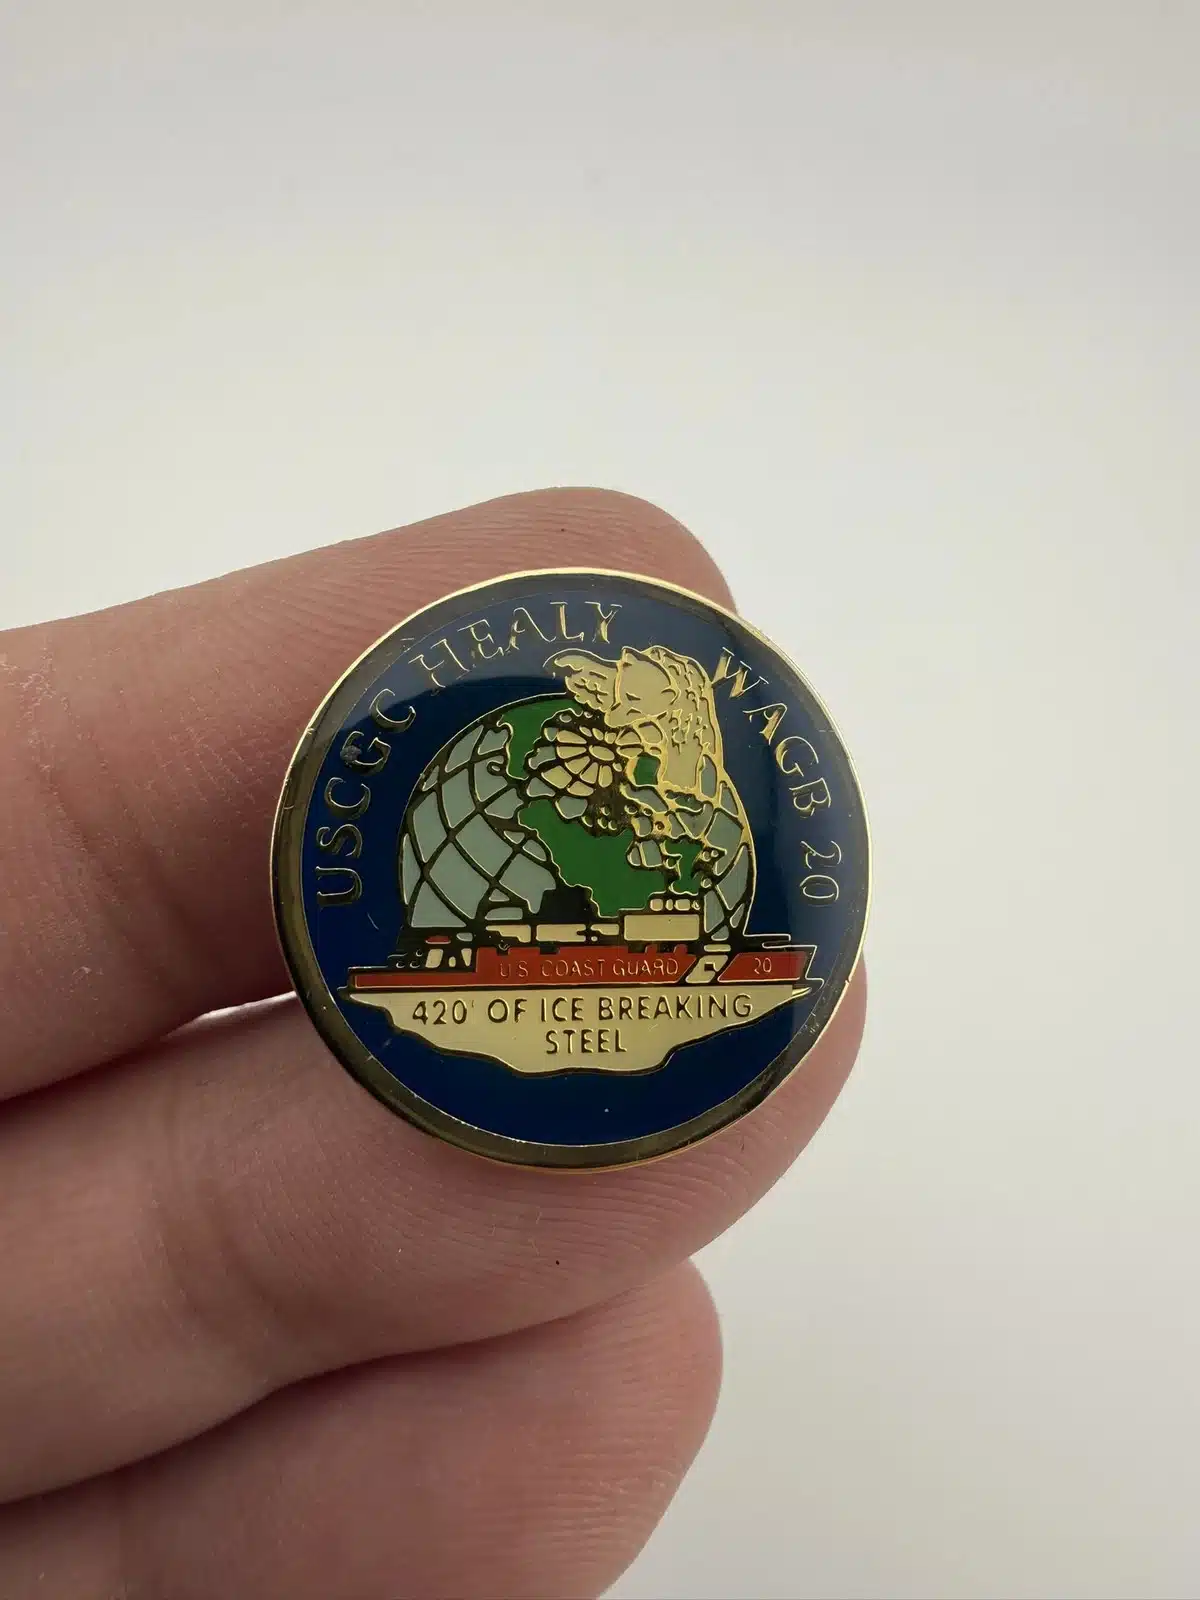 USCGC HEALY WAGB 20
U S COAST GUARD 20
420' OF ICE BREAKING
STEEL